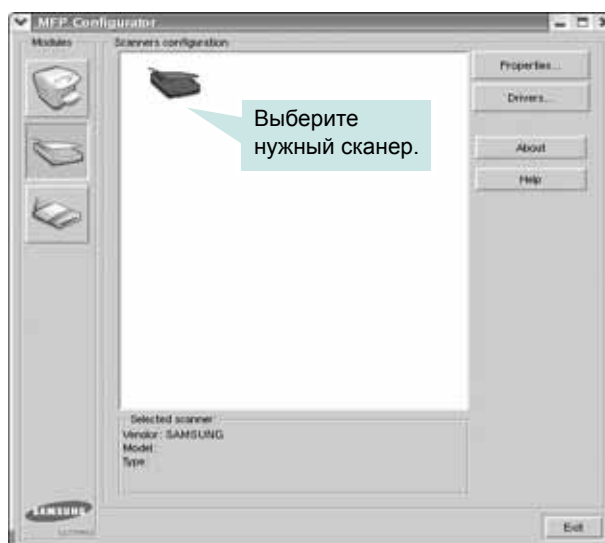 MFP Configurator
Modules
Scanners configuration
Properties...
Drivers...
About
Help
Выберите
нужный сканер.
Selected scanner:
Vendor: SAMSUNG
Model:
Type:
SAMSUNG
Exit